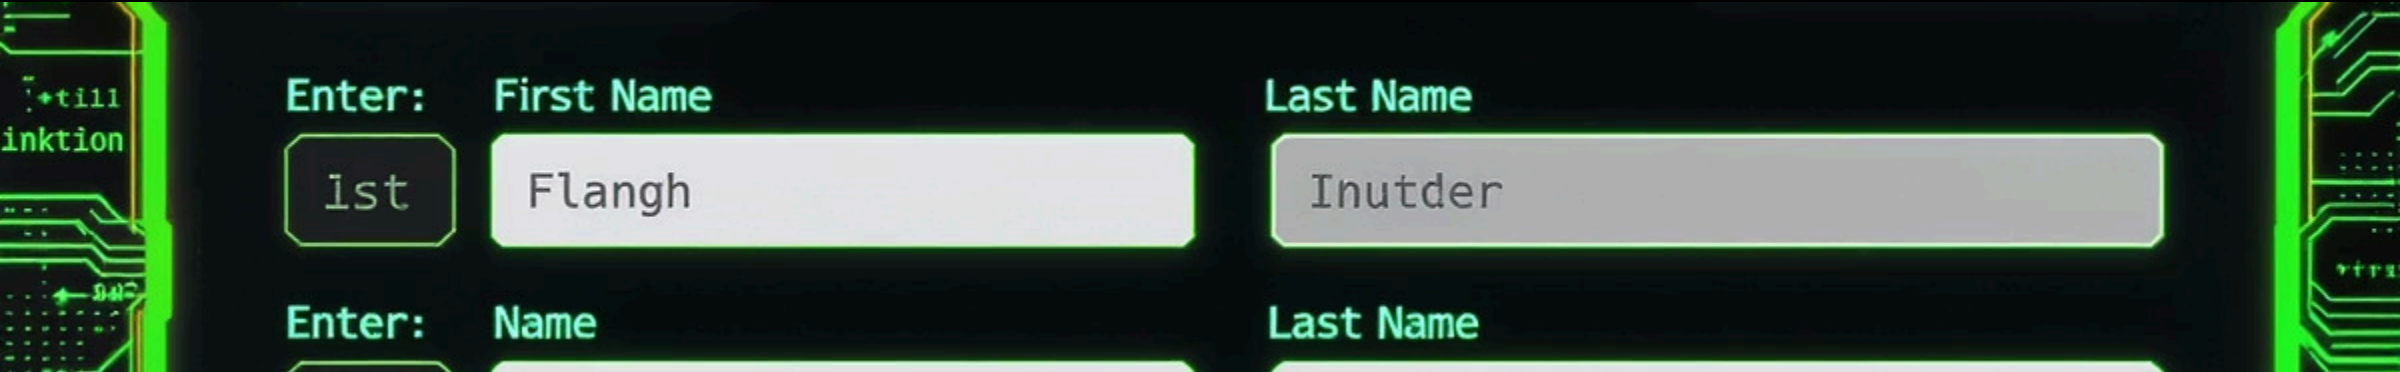 +till
inktion
Enter: First Name Last Name
ist Flangh Inutder
Enter: Name Last Name